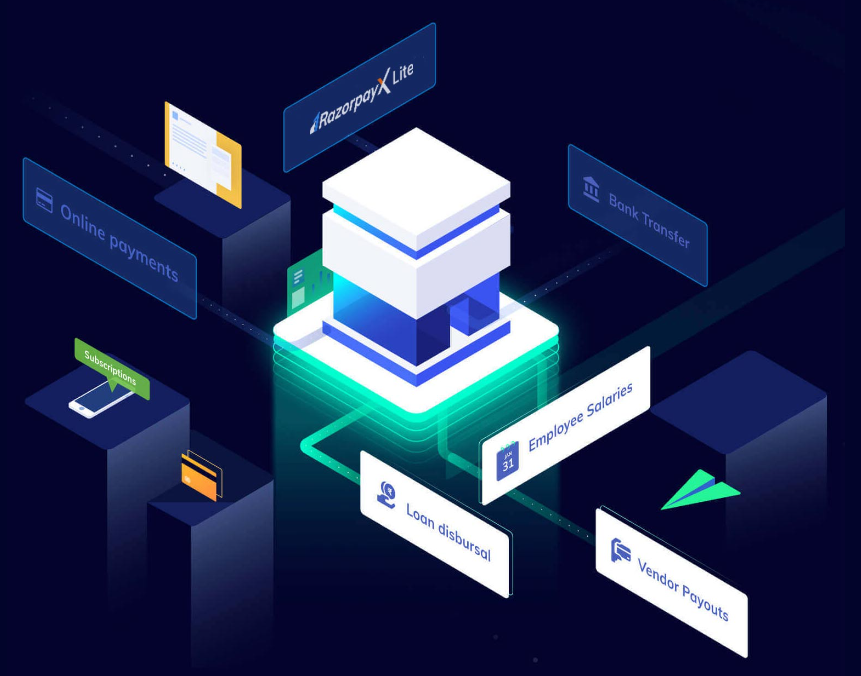 RazorpayX Lite
Bank Transfer
Online payments
Subscriptions
Employee Salaries
JAN
31
Loan disbursal
Vendor Payouts